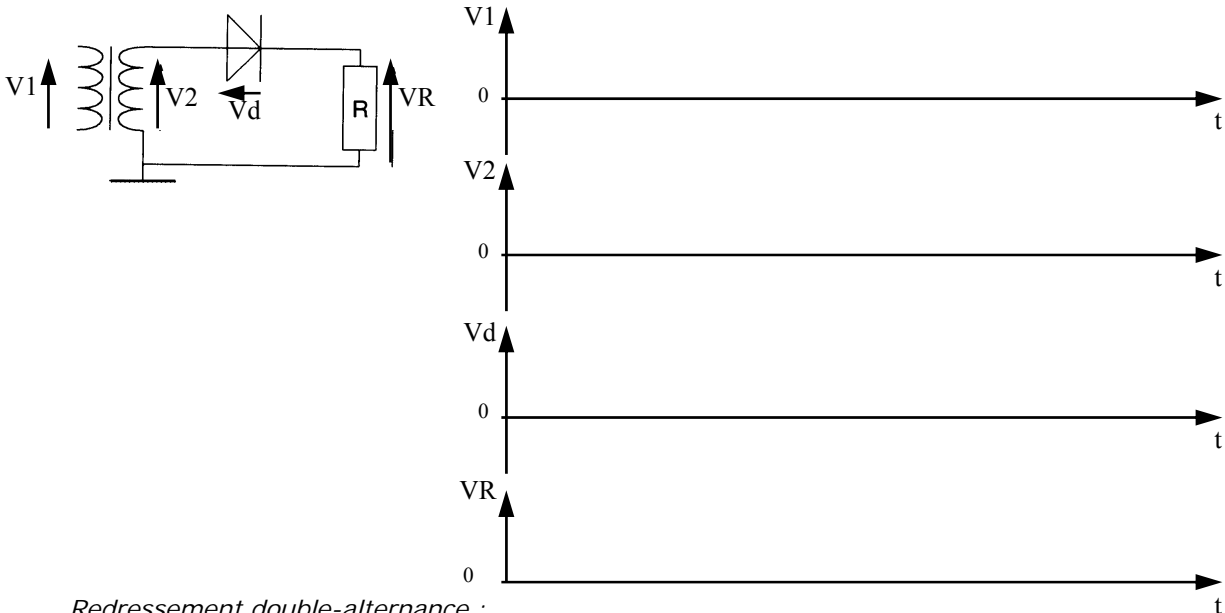 V1
V2
Vd
R
VR
V1
0
t
V2
0
t
Vd
0
t
VR
0
t
Redressement double-alternance :